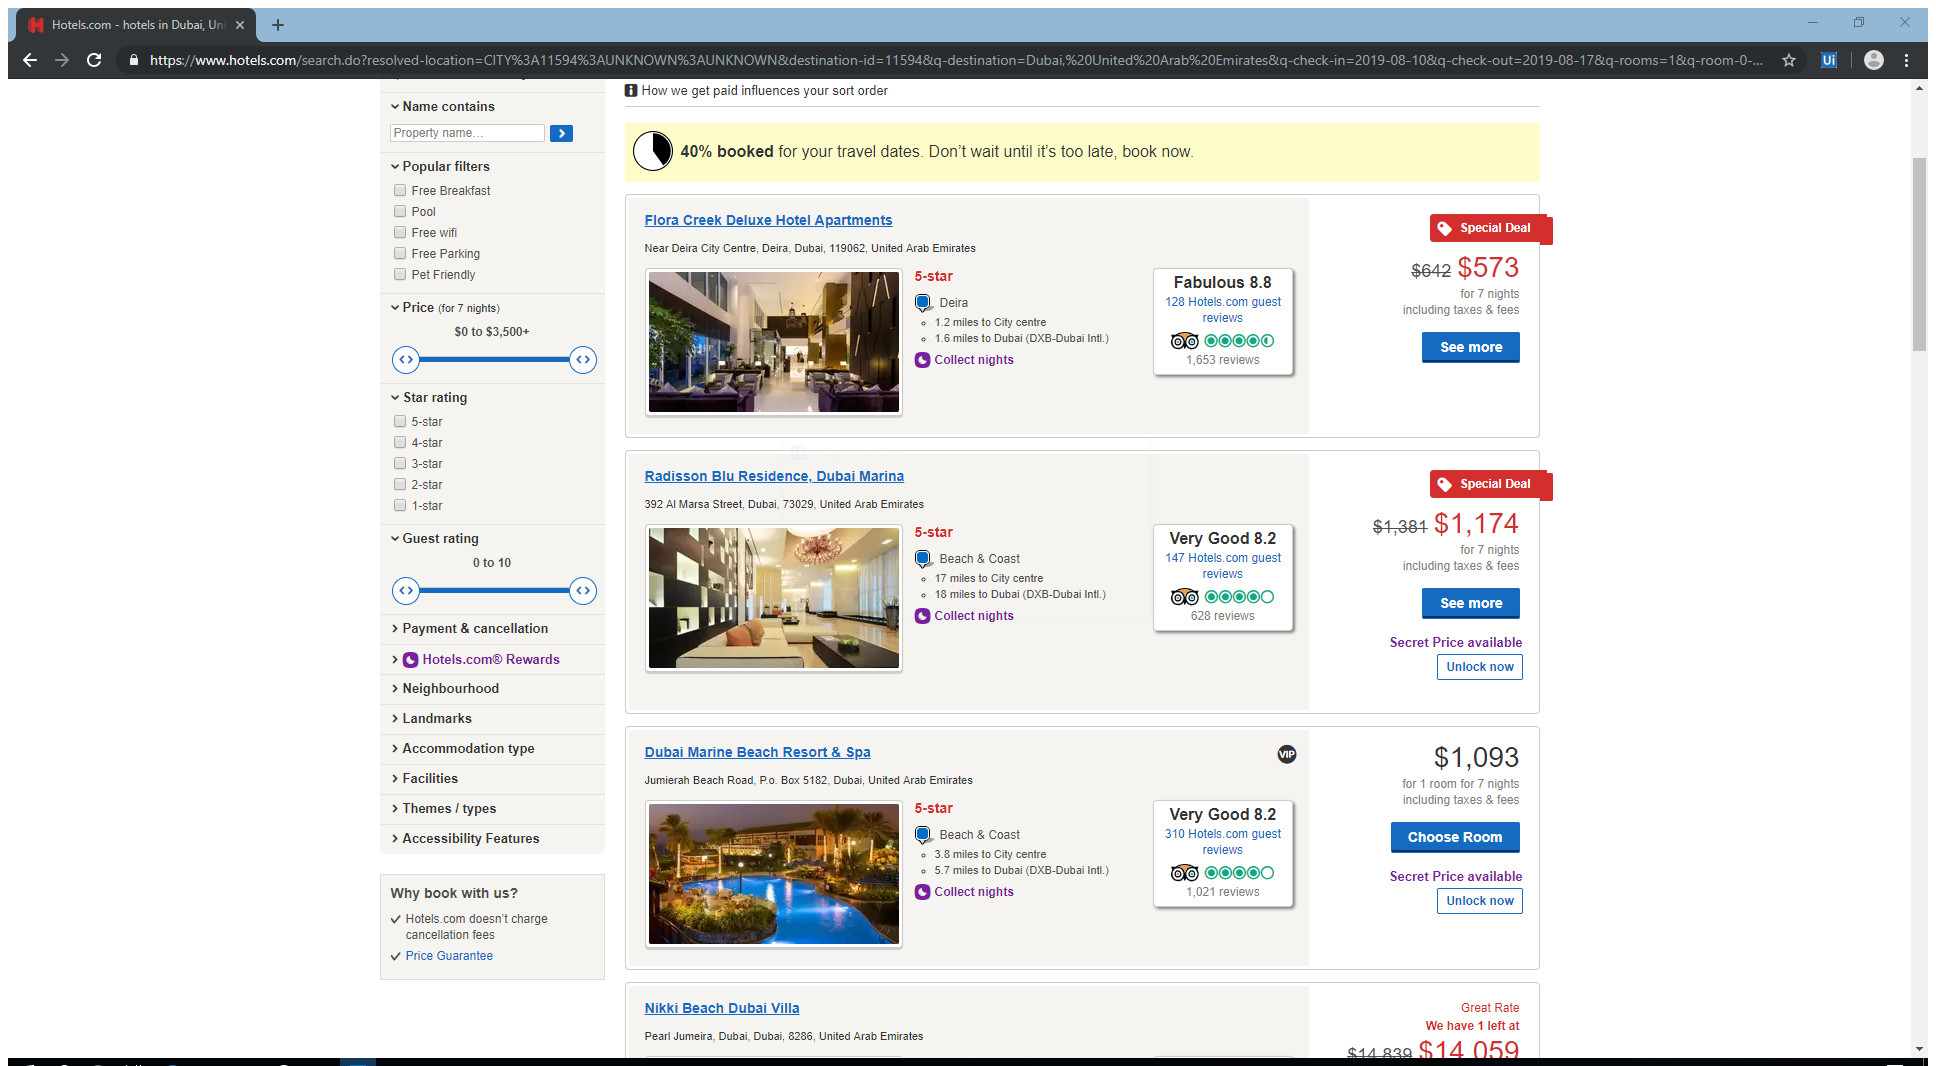 Hotels.com - hotels in Dubai, Uni
https://www.hotels.com/search.do?resolved-location=CITY%3A11594%3AUNKNOWN%3AUNKNOWN&destination-id=11594&q-destination=Dubai,%20United%20Arab%20Emirates&q-check-in=2019-08-10&q-check-out=2019-08-17&q-rooms=1&q-room-0-...
Ui
Name contains
Property name...
Popular filters
Free Breakfast
Pool
Free wifi
Free Parking
Pet Friendly
Price (for 7 nights)
$0 to $3,500+
Star rating
5-star
4-star
3-star
2-star
1-star
Guest rating
0 to 10
Payment & cancellation
Hotels.com® Rewards
Neighbourhood
Landmarks
Accommodation type
Facilities
Themes / types
Accessibility Features
Why book with us?
Hotels.com doesn't charge
cancellation fees
Price Guarantee
How we get paid influences your sort order
40% booked for your travel dates. Don't wait until it's too late, book now.
Flora Creek Deluxe Hotel Apartments
Near Deira City Centre, Deira, Dubai, 119062, United Arab Emirates
5-star
Deira
1.2 miles to City centre
1.6 miles to Dubai (DXB-Dubai Intl.)
Collect nights
Fabulous 8.8
128 Hotels.com guest
reviews
1,653 reviews
Special Deal
$642 $573
for 7 nights
including taxes & fees
See more
Radisson Blu Residence, Dubai Marina
392 Al Marsa Street, Dubai, 73029, United Arab Emirates
5-star
Beach & Coast
17 miles to City centre
18 miles to Dubai (DXB-Dubai Intl.)
Collect nights
Very Good 8.2
147 Hotels.com guest
reviews
628 reviews
Special Deal
$1,381 $1,174
for 7 nights
including taxes & fees
See more
Secret Price available
Unlock now
Dubai Marine Beach Resort & Spa
VIP
Jumierah Beach Road, P.o. Box 5182, Dubai, United Arab Emirates
5-star
Beach & Coast
3.8 miles to City centre
5.7 miles to Dubai (DXB-Dubai Intl.)
Collect nights
Very Good 8.2
310 Hotels.com guest
reviews
1,021 reviews
$1,093
for 1 room for 7 nights
including taxes & fees
Choose Room
Secret Price available
Unlock now
Nikki Beach Dubai Villa
Pearl Jumeira, Dubai, Dubai, 8286, United Arab Emirates
Great Rate
We have 1 left at
$14,839 $14,059